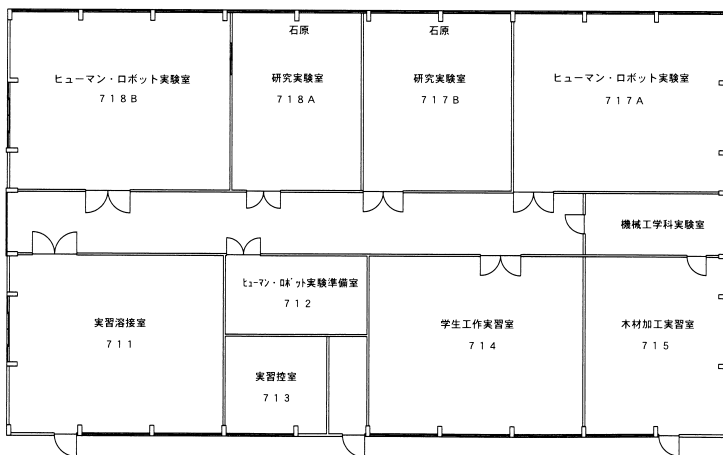 ヒューマン・ロボット実験室
718B
石原
研究実験室
718A
石原
研究実験室
717B
ヒューマン・ロボット実験室
717A
機械工学科実験室
実習溶接室
711
ヒューマン・ロボット実験準備室
712
実習控室
713
学生工作実習室
714
木材加工実習室
715